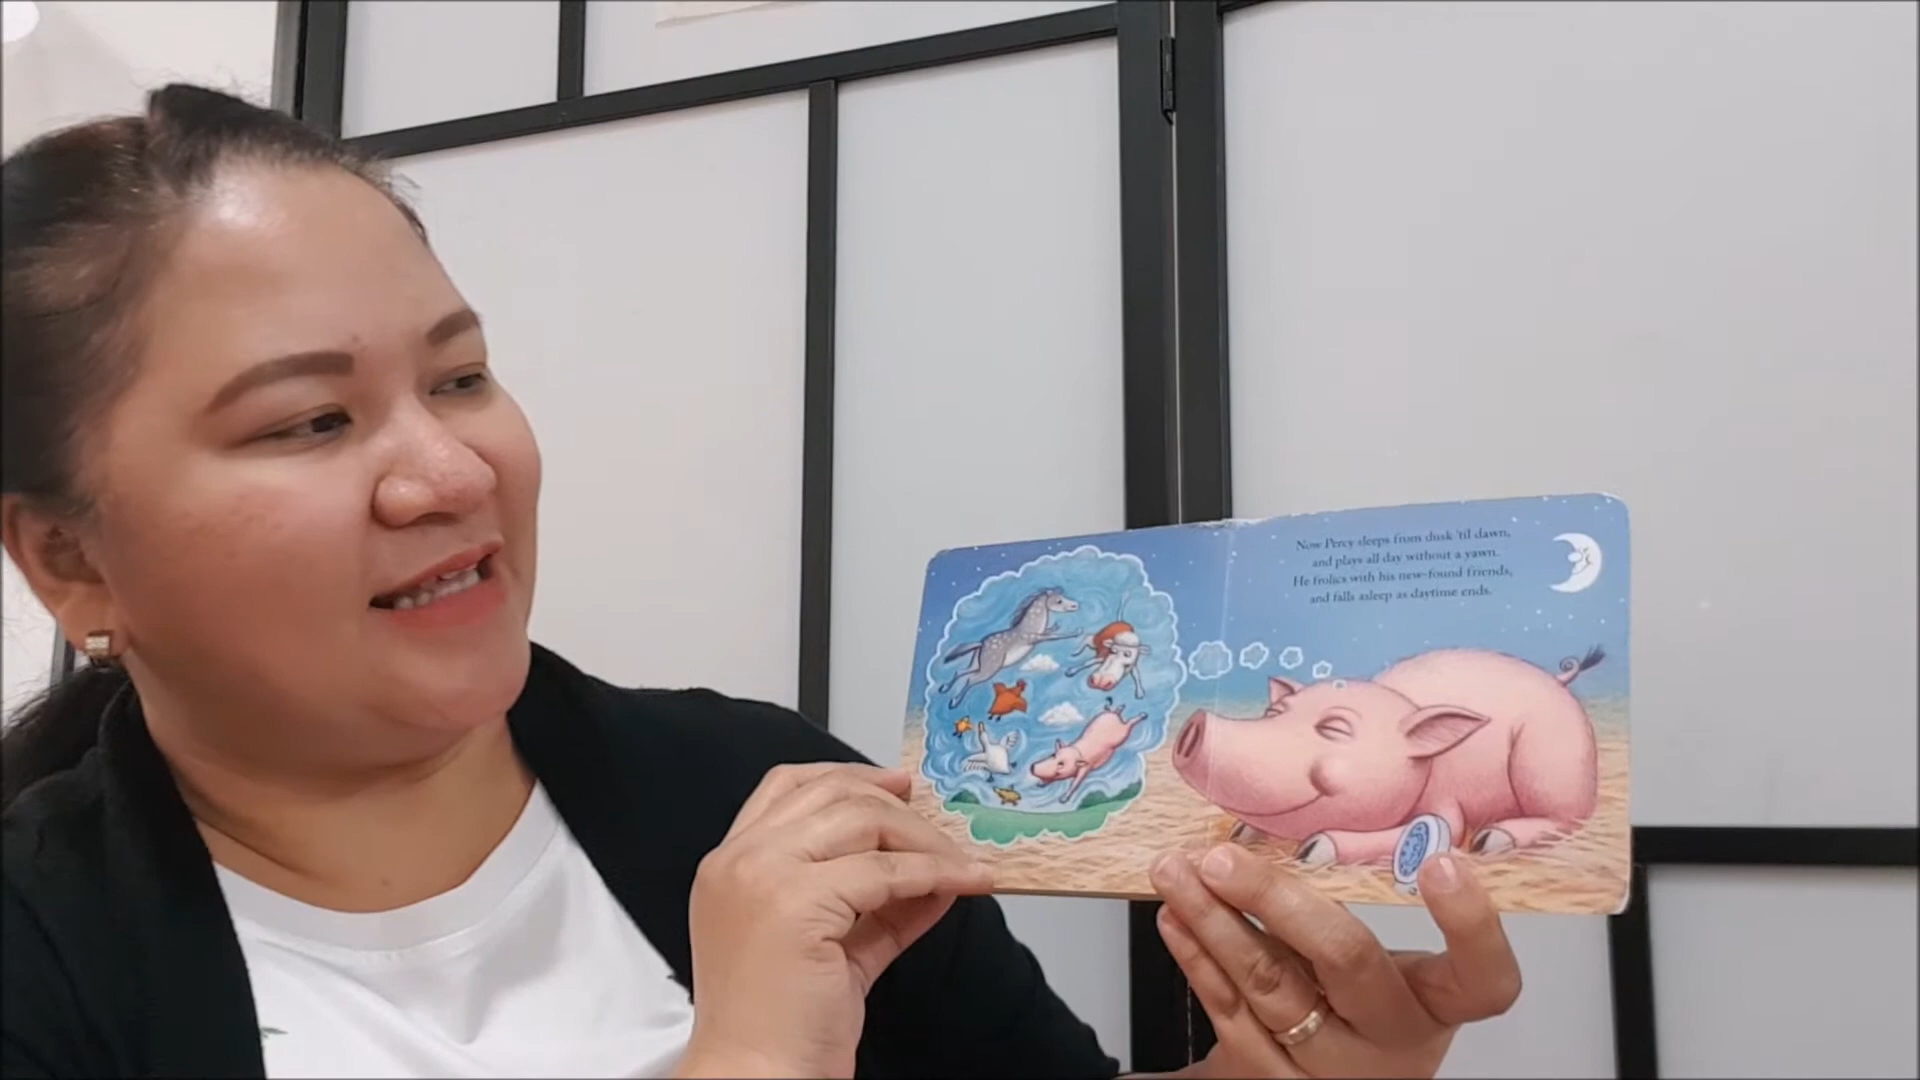 Now Percy sleeps from dusk 'til dawn,
and plays all day without a yawn.
He frolics with his new-found friends,
and falls asleep as daytime ends.